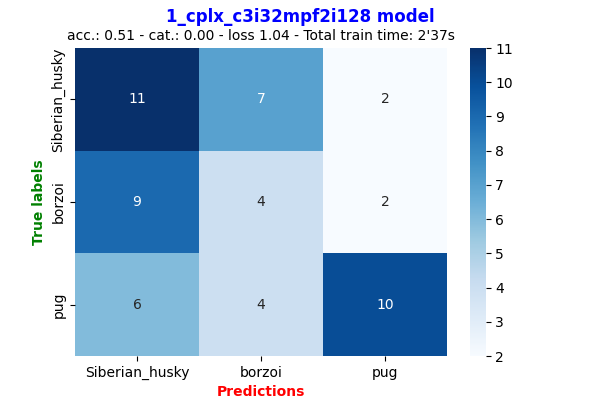 1_cplx_c3i32mpf2i128 model
acc.: 0.51 - cat.: 0.00 - loss 1.04 - Total train time: 2'37s
True labels
Siberian_husky
11
7
2
borzoi
9
4
2
pug
6
4
10
Siberian_husky
borzoi
pug
Predictions
11
10
9
8
7
6
5
4
3
2